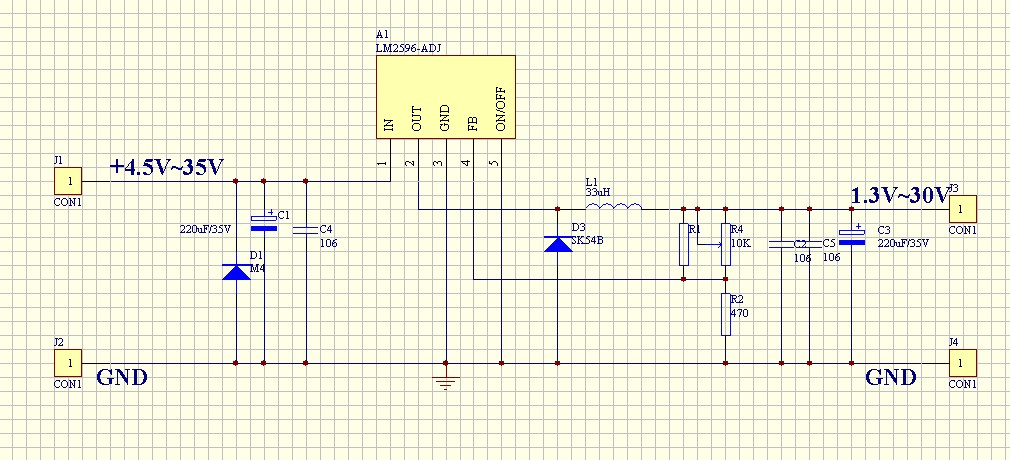 A1
LM2596-ADJ
IN
OUT
GND
FB
ON/OFF
1
2
3
4
5
J1
1
CON1
+4.5V~35V
220uF/35V
C1
C4
106
D1
M4
L1
33uH
D3
SK54B
R1
R4
10K
R2
470
C2
106
C5
106
C3
220uF/35V
1.3V~30V
J3
1
CON1
J2
1
CON1
GND
GND
J4
1
CON1